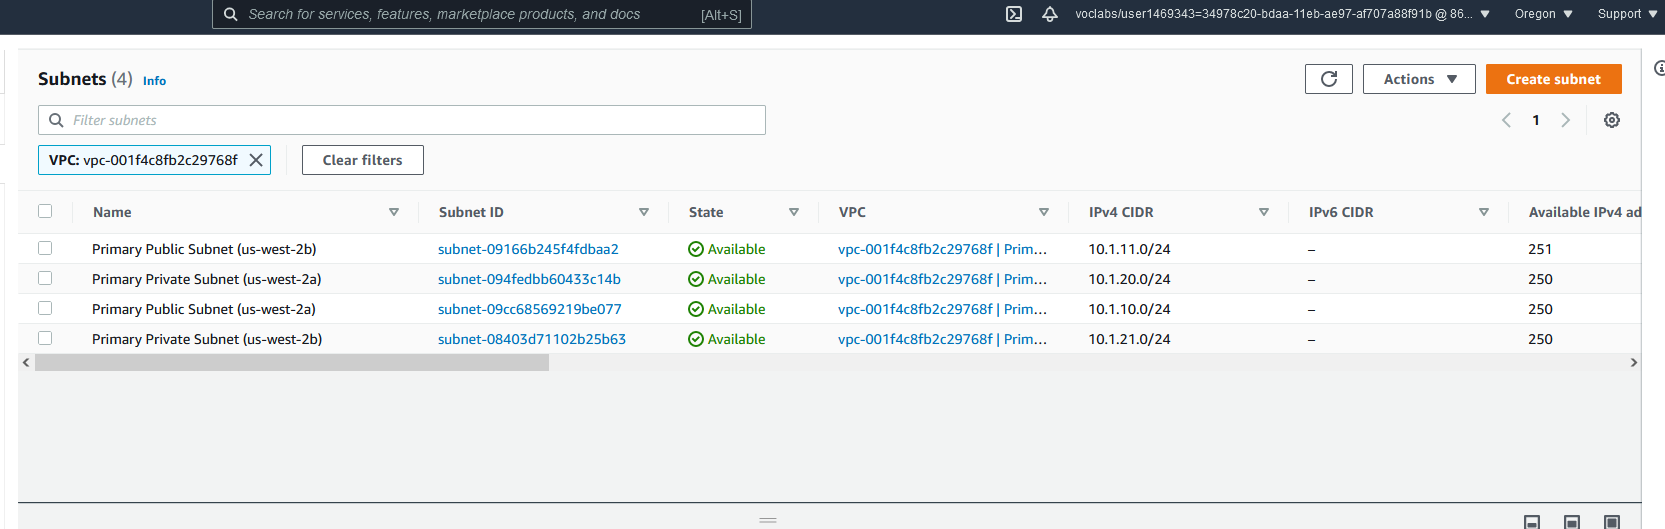 Search for services, features, marketplace products, and docs [Alt+S] voclabs/user1469343=34978c20-bdaa-11eb-ae97-af707a88f91b @ 86... Oregon Support
Subnets (4) Info Actions Create subnet
Filter subnets 1
VPC: vpc-001f4c8fb2c29768f Clear filters
Name Subnet ID State VPC IPv4 CIDR IPv6 CIDR Available IPv4 ad
Primary Public Subnet (us-west-2b) subnet-09166b245f4fdbaa2 Available vpc-001f4c8fb2c29768f | Prim... 10.1.11.0/24 – 251
Primary Private Subnet (us-west-2a) subnet-094fedbb60433c14b Available vpc-001f4c8fb2c29768f | Prim... 10.1.20.0/24 – 250
Primary Public Subnet (us-west-2a) subnet-09cc68569219be077 Available vpc-001f4c8fb2c29768f | Prim... 10.1.10.0/24 – 250
Primary Private Subnet (us-west-2b) subnet-08403d71102b25b63 Available vpc-001f4c8fb2c29768f | Prim... 10.1.21.0/24 – 250